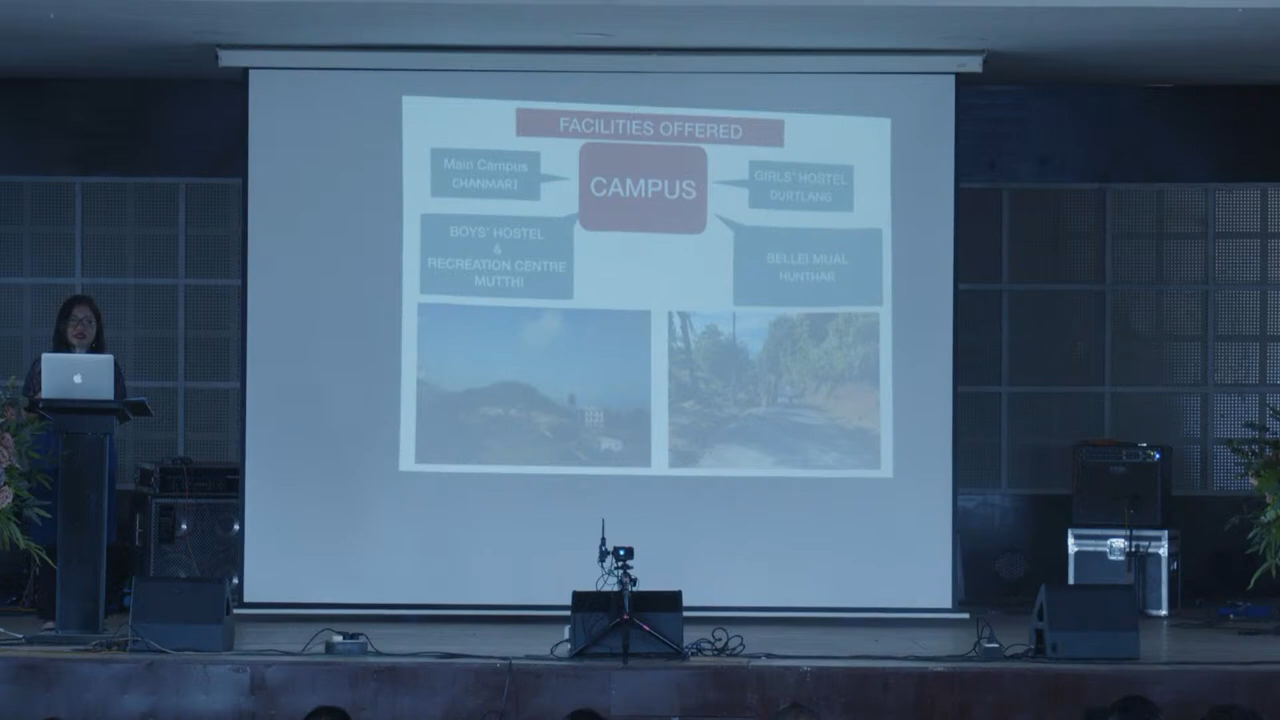 FACILITIES OFFERED
CAMPUS
Main Campus
CHANMARI
GIRLS' HOSTEL
DURTLANG
BOYS' HOSTEL
&
RECREATION CENTRE
MUTTHI
BELLEI MUAL
HUNTHAR